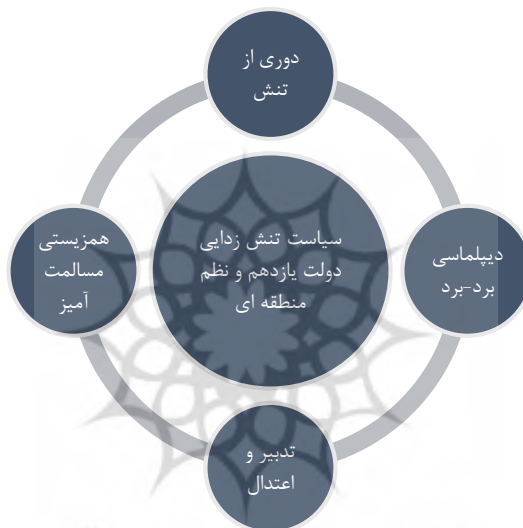 دوری از
تنش
سیاست تنش زدایی
دولت یازدهم و نظم
منطقه ای
دیپلماسی
برد-برد
تدبیر و
اعتدال
همزیستی
مسالمت
آمیز